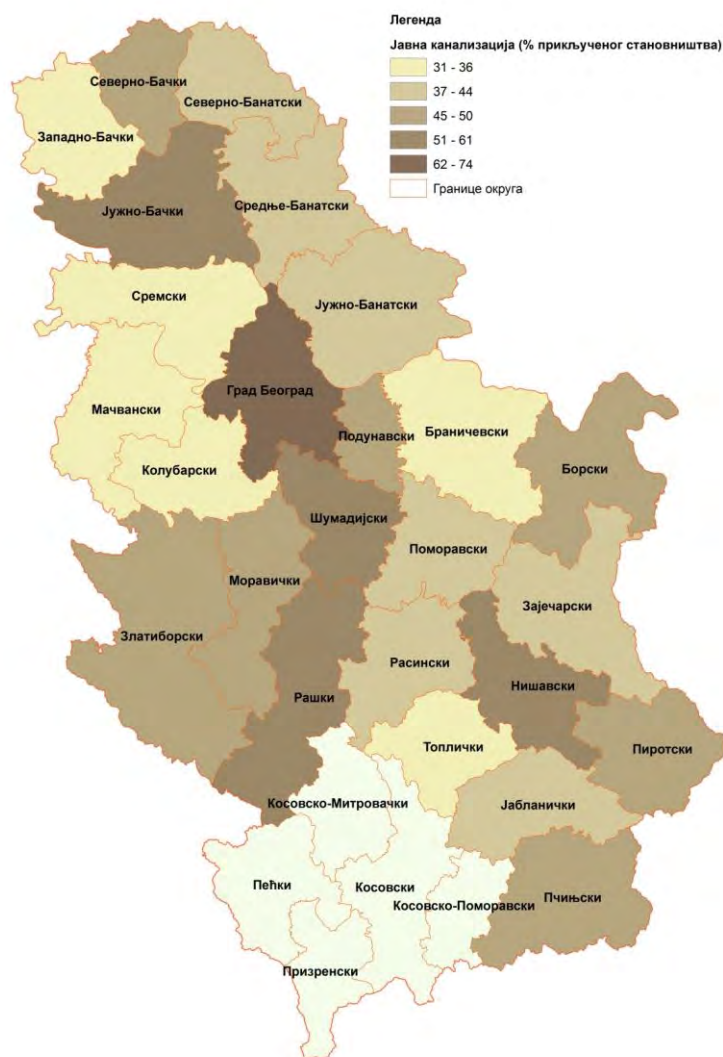 Легенда
Јавна канализација (% прикљученог становништва)
31 - 36
37 - 44
45 - 50
51 - 61
62 - 74
Границе округа
Северно-Бачки
Северно-Банатски
Западно-Бачки
Јужно-Бачки
Средње-Банатски
Сремски
Јужно-Банатски
Град Београд
Мачвански
Подунавски
Браничевски
Колубарски
Борски
Шумадијски
Поморавски
Моравички
Зајечарски
Златиборски
Расински
Нишавски
Рашки
Топлички
Пиротски
Косовско-Митровачки
Јабланички
Пећки
Косовски
Косовско-Поморавски
Пчињски
Призренски